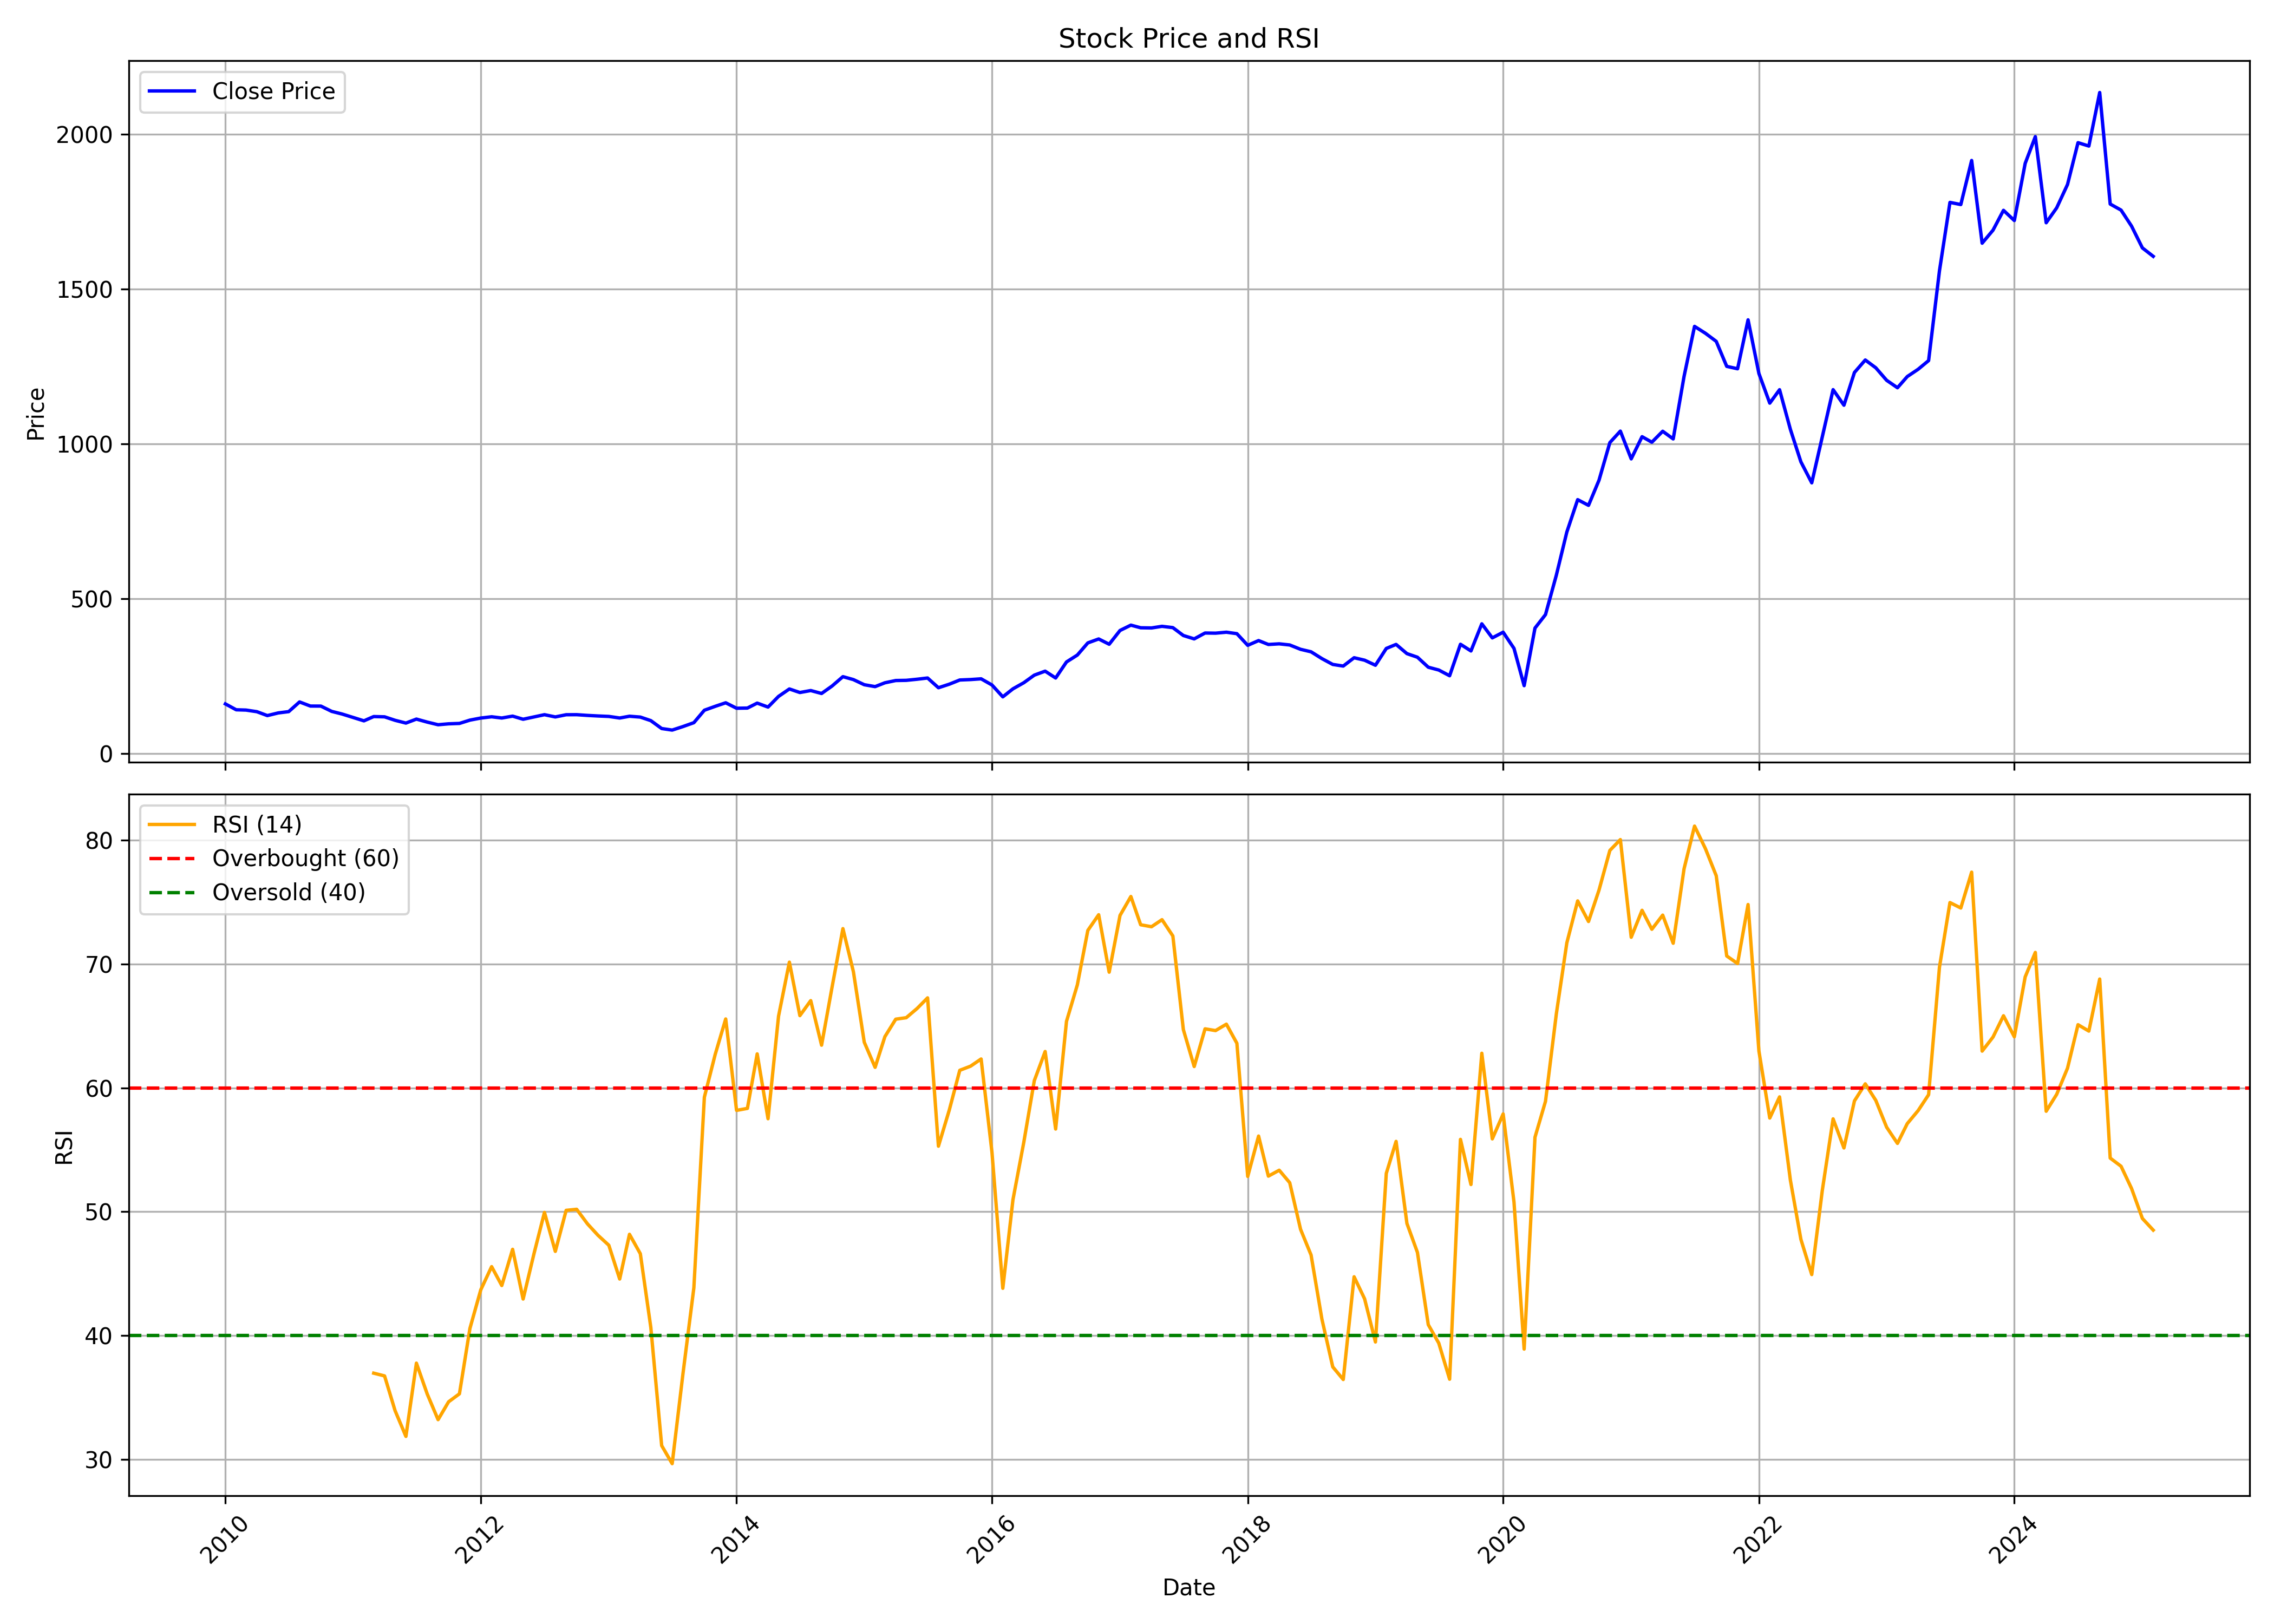 Stock Price and RSI
Close Price
2000
1500
1000
500
0
Price
RSI (14)
Overbought (60)
Oversold (40)
80
70
60
50
40
30
RSI
2010
2012
2014
2016
2018
2020
2022
2024
Date